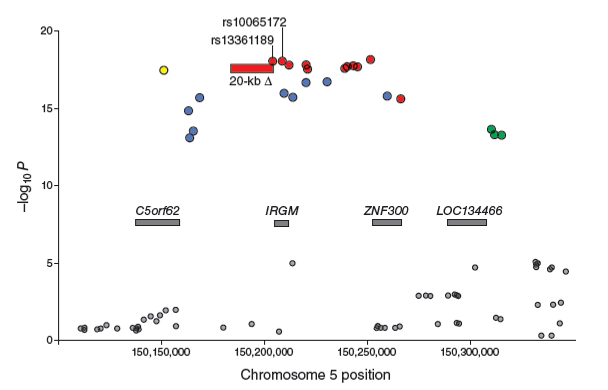 rs10065172
rs13361189
20-kb Δ
20
15
10
5
0
–log10 P
C5orf62
IRGM
ZNF300
LOC134466
150,150,000
150,200,000
150,250,000
150,300,000
Chromosome 5 position